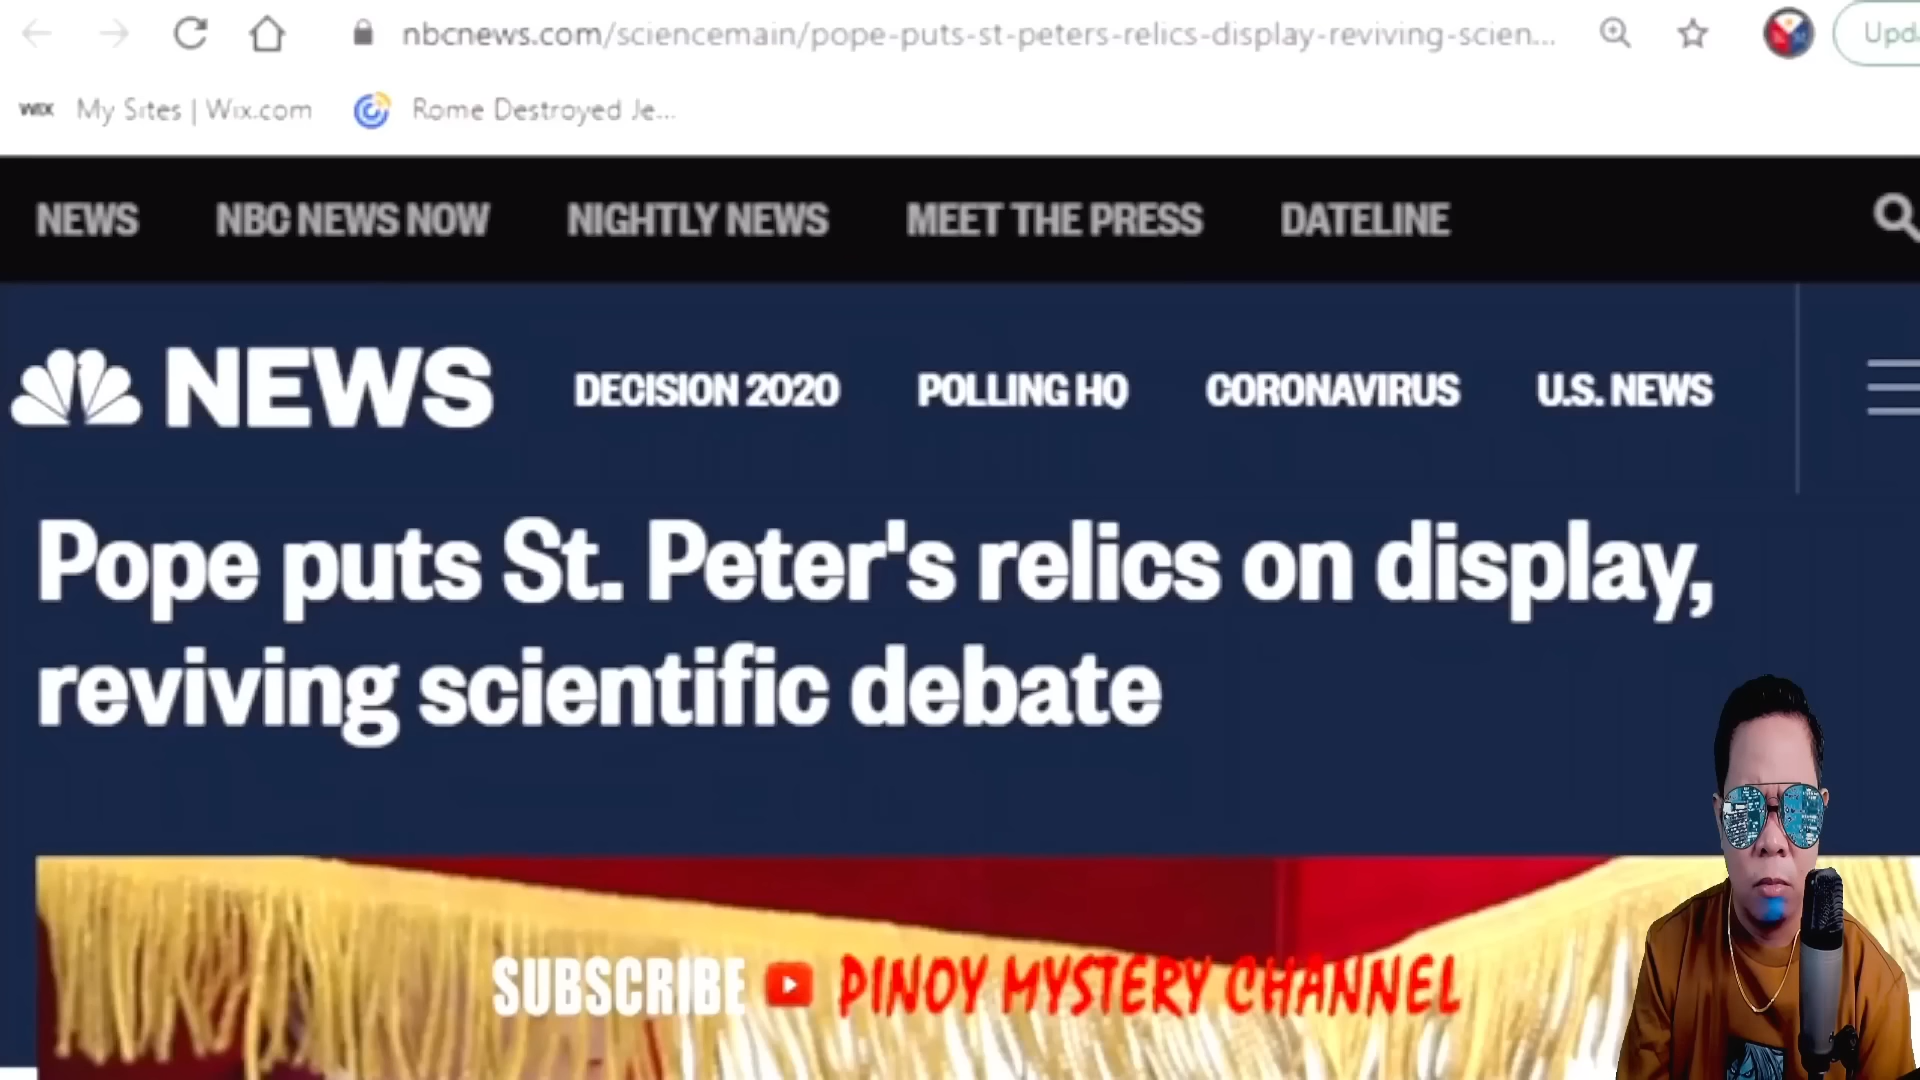 nbcnews.com/sciencemain/pope-puts-st-peters-relics-display-reviving-scien...
Upd
WIX My Sites | Wix.com Rome Destroyed Je...
NEWS NBC NEWS NOW NIGHTLY NEWS MEET THE PRESS DATELINE
NEWS DECISION 2020 POLLING HQ CORONAVIRUS U.S. NEWS
Pope puts St. Peter's relics on display,
reviving scientific debate
SUBSCRIBE PINOY MYSTERY CHANNEL